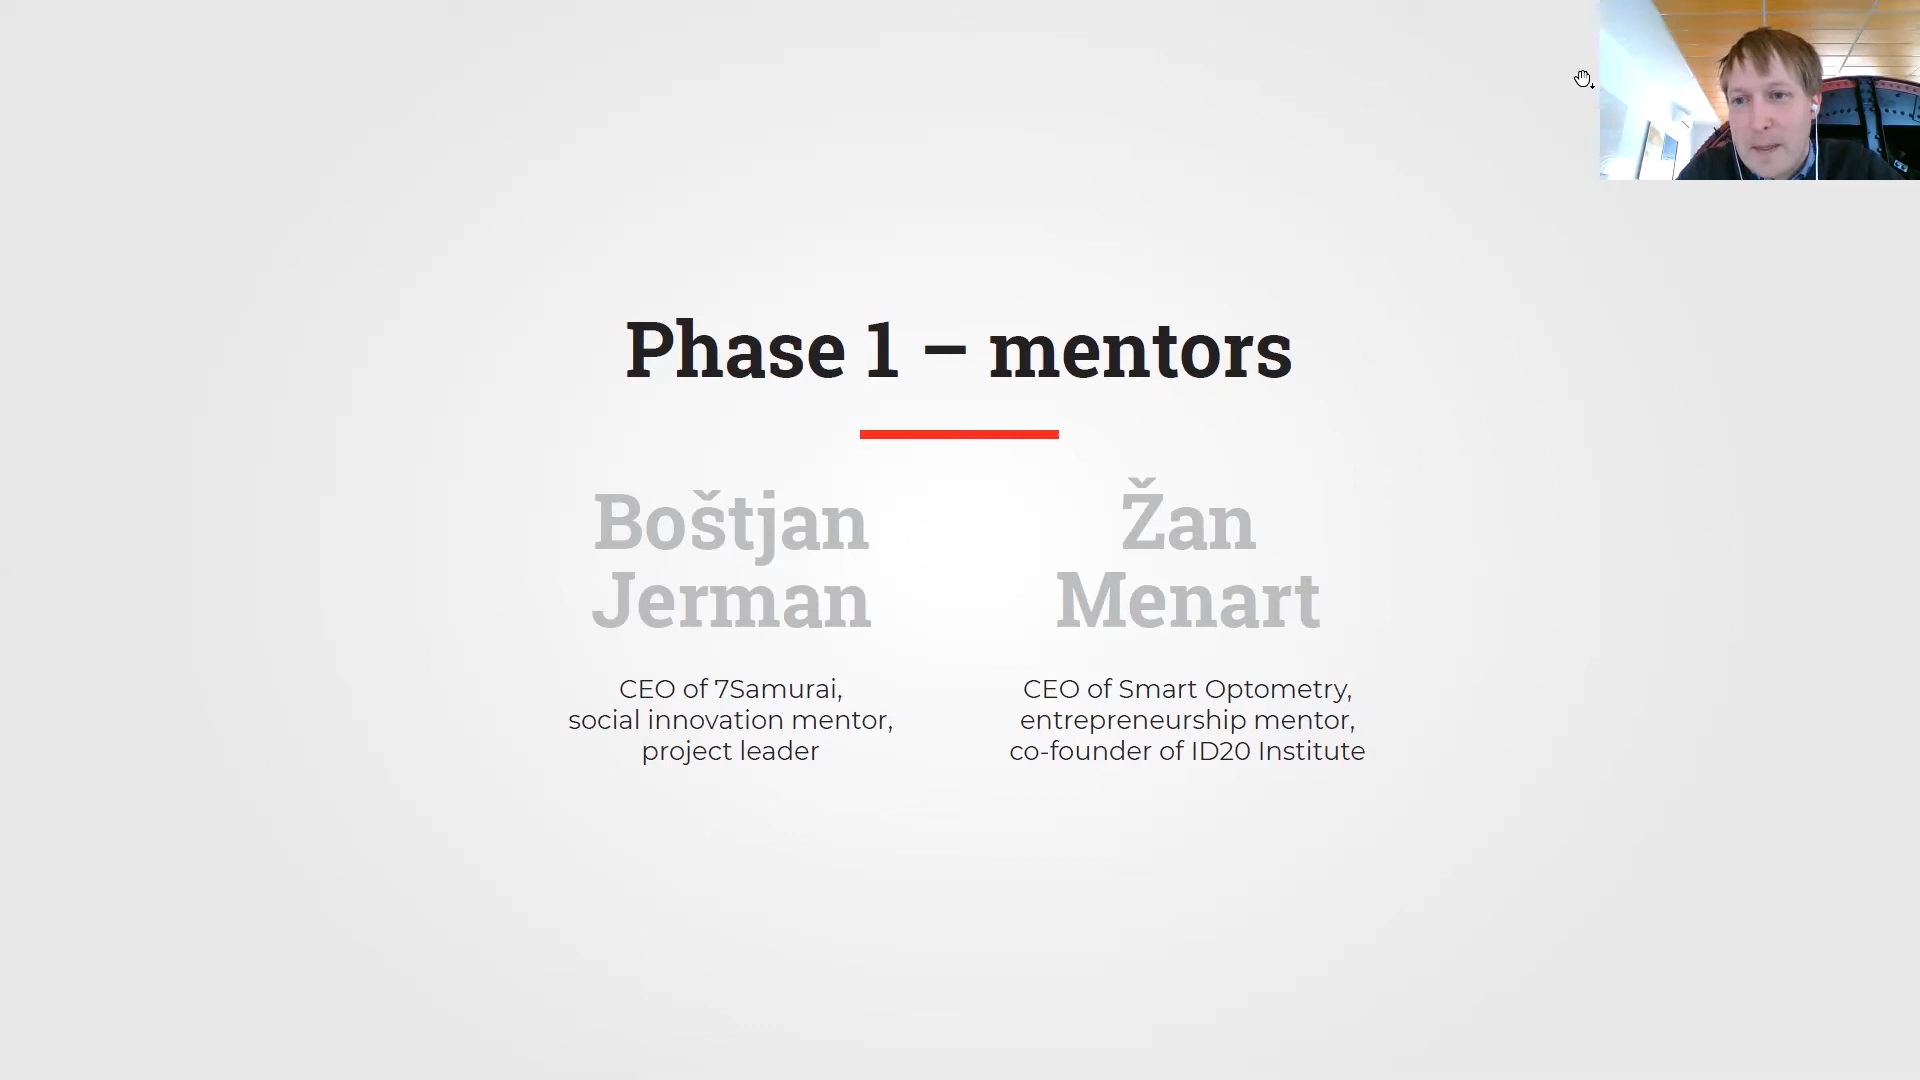 Phase 1 – mentors
Boštjan
Jerman
CEO of 7Samurai,
social innovation mentor,
project leader
Žan
Menart
CEO of Smart Optometry,
entrepreneurship mentor,
co-founder of ID20 Institute